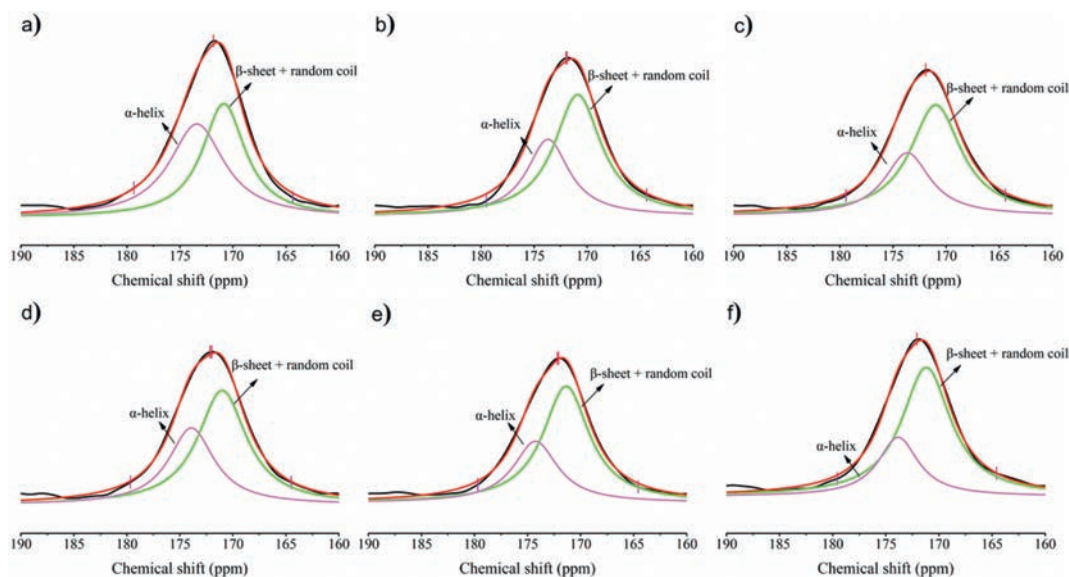 a)
β-sheet + random coil
α-helix
190 185 180 175 170 165 160
Chemical shift (ppm)
b)
β-sheet + random coil
α-helix
190 185 180 175 170 165 160
Chemical shift (ppm)
c)
β-sheet + random coil
α-helix
190 185 180 175 170 165 160
Chemical shift (ppm)
d)
β-sheet + random coil
α-helix
190 185 180 175 170 165 160
Chemical shift (ppm)
e)
β-sheet + random coil
α-helix
190 185 180 175 170 165 160
Chemical shift (ppm)
f)
β-sheet + random coil
α-helix
190 185 180 175 170 165 160
Chemical shift (ppm)